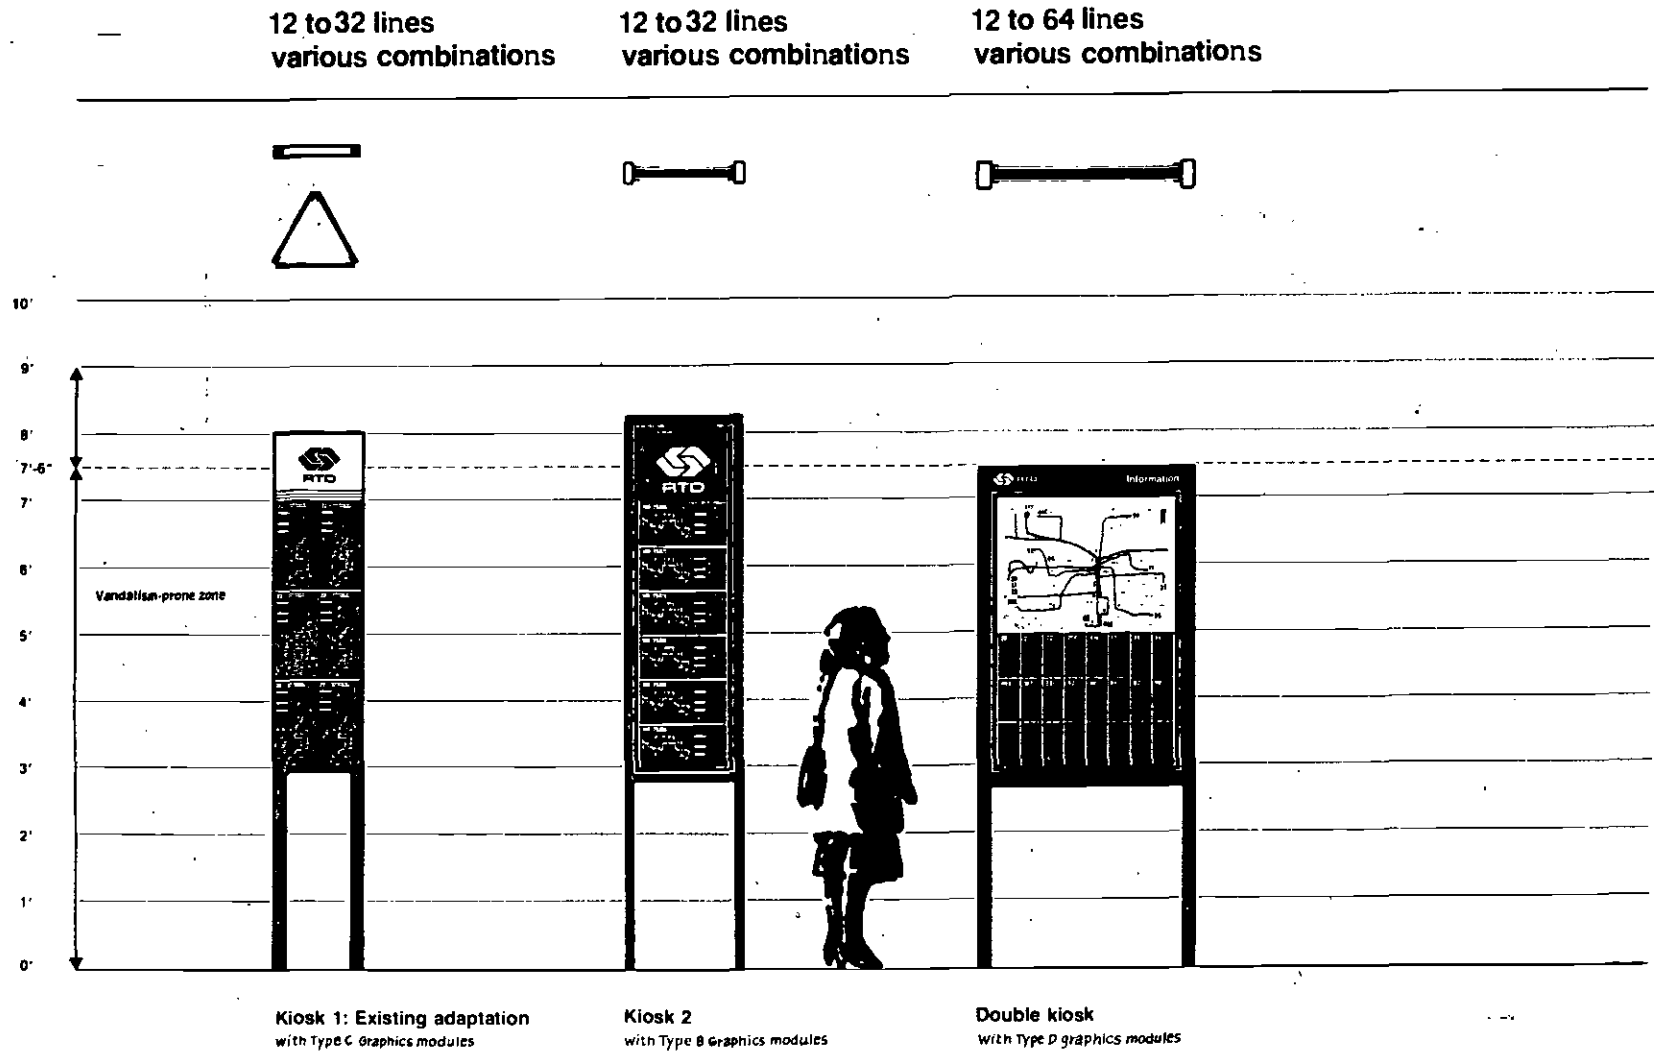 12 to 32 lines
various combinations
12 to 32 lines
various combinations
12 to 64 lines
various combinations
10'
9'
8'
7'-6"
7'
6'
5'
4'
3'
2'
1'
0'
Vandalism-prone zone
RTD
RTD
Information
Kiosk 1: Existing adaptation
with Type C Graphics modules
Kiosk 2
with Type B Graphics modules
Double kiosk
with Type D graphics modules